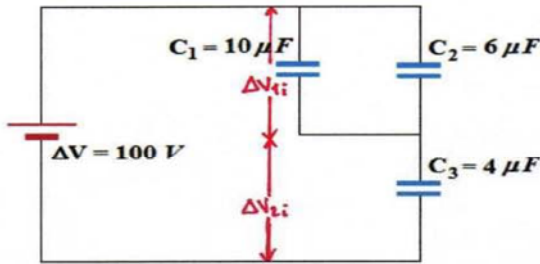 C₁ = 10 μF
C₂ = 6 μF
ΔV₁ᵢ
ΔV = 100 V
C₃ = 4 μF
ΔV₂ᵢ